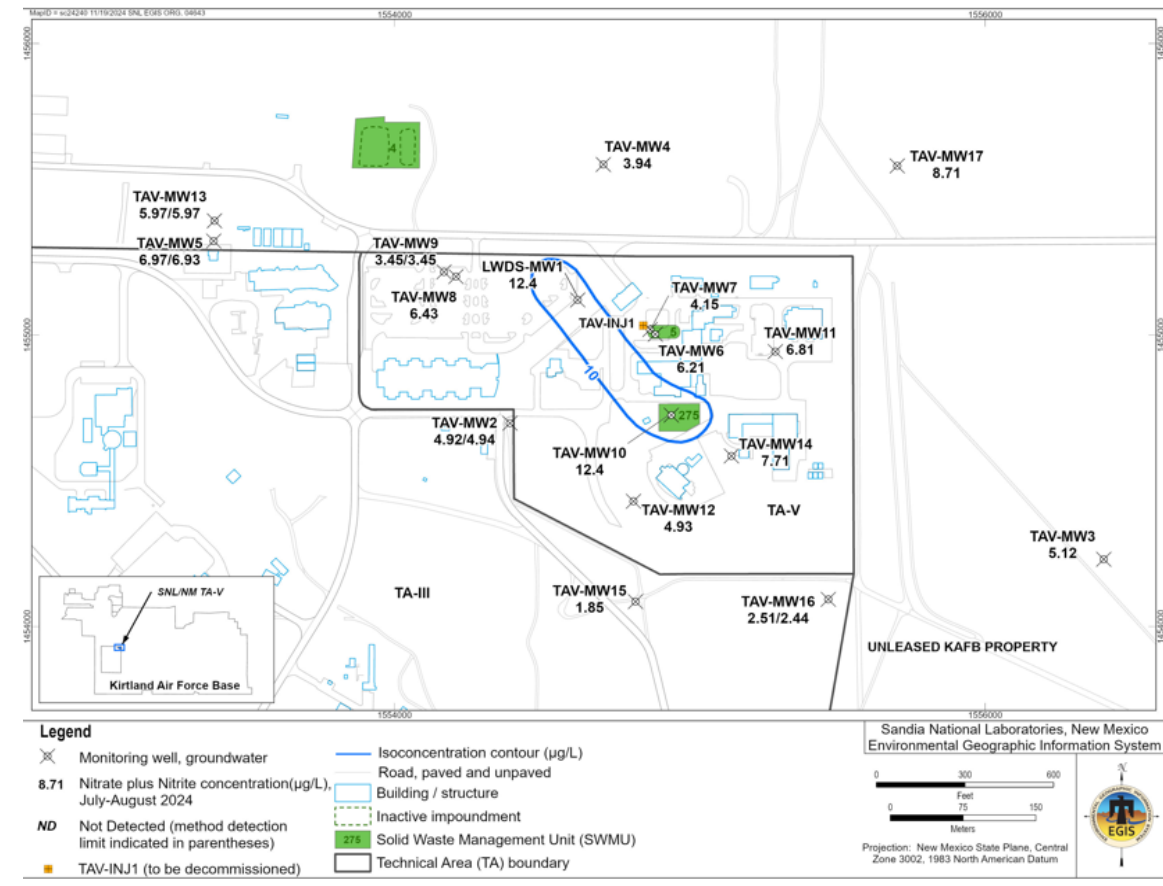 MapID = sc24240 11/19/2024 SNL EGIS ORG. 04643
1554000
1556000
1456000
1456000
4
TAV-MW4
3.94
TAV-MW17
8.71
TAV-MW13
5.97/5.97
TAV-MW5
6.97/6.93
TAV-MW9
3.45/3.45
TAV-MW8
6.43
LWDS-MW1
12.4
TAV-MW7
4.15
TAV-INJ1
5
1455000
1455000
TAV-MW11
6.81
TAV-MW6
6.21
10
275
TAV-MW2
4.92/4.94
TAV-MW10
12.4
TAV-MW14
7.71
TAV-MW12
4.93
TA-V
TAV-MW3
5.12
TA-III
TAV-MW15
1.85
TAV-MW16
2.51/2.44
1454000
1454000
UNLEASED KAFB PROPERTY
SNL/NM TA-V
Kirtland Air Force Base
1554000
1556000
Legend
Monitoring well, groundwater
8.71 Nitrate plus Nitrite concentration(µg/L),
July-August 2024
ND Not Detected (method detection
limit indicated in parentheses)
TAV-INJ1 (to be decommissioned)
Isoconcentration contour (µg/L)
Road, paved and unpaved
Building / structure
Inactive impoundment
275 Solid Waste Management Unit (SWMU)
Technical Area (TA) boundary
Sandia National Laboratories, New Mexico
Environmental Geographic Information System
0 300 600
Feet
0 75 150
Meters
Projection: New Mexico State Plane, Central
Zone 3002, 1983 North American Datum
N
EGIS